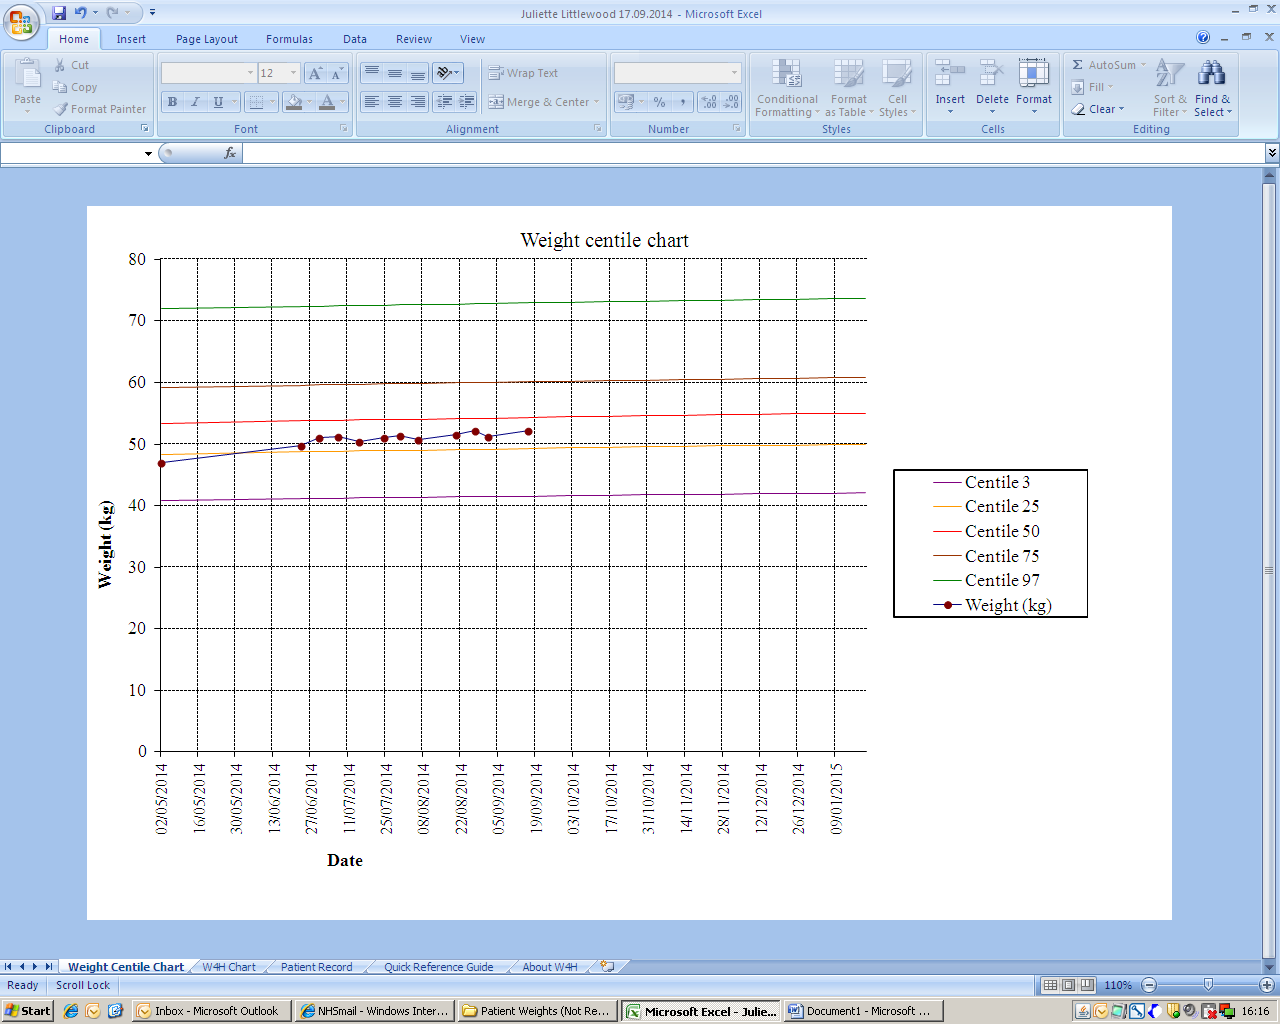 Juliette Littlewood 17.09.2014 - Microsoft Excel
Home Insert Page Layout Formulas Data Review View
Paste
Cut
Copy
Format Painter
Clipboard
12
A A
B I U A
Font
Wrap Text
Merge & Center
Alignment
% ,
Number
Conditional Formatting
Format as Table
Cell Styles
Styles
Insert Delete Format
Cells
Σ AutoSum
Fill
Clear
Sort & Filter
Find & Select
Editing
fx
Weight centile chart
80
70
60
50
40
30
20
10
0
Weight (kg)
02/05/2014
16/05/2014
30/05/2014
13/06/2014
27/06/2014
11/07/2014
25/07/2014
08/08/2014
22/08/2014
05/09/2014
19/09/2014
03/10/2014
17/10/2014
31/10/2014
14/11/2014
28/11/2014
12/12/2014
26/12/2014
09/01/2015
Date
Centile 3
Centile 25
Centile 50
Centile 75
Centile 97
Weight (kg)
Weight Centile Chart W4H Chart Patient Record Quick Reference Guide About W4H
Ready Scroll Lock 110%
Start Inbox - Microsoft Outlook NHSmail - Windows Inter... Patient Weights (Not Re... Microsoft Excel - Julie... Document1 - Microsoft ... 16:16